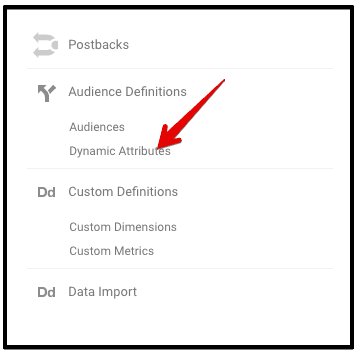 Postbacks
Audience Definitions
Audiences
Dynamic Attributes
Dd Custom Definitions
Custom Dimensions
Custom Metrics
Dd Data Import